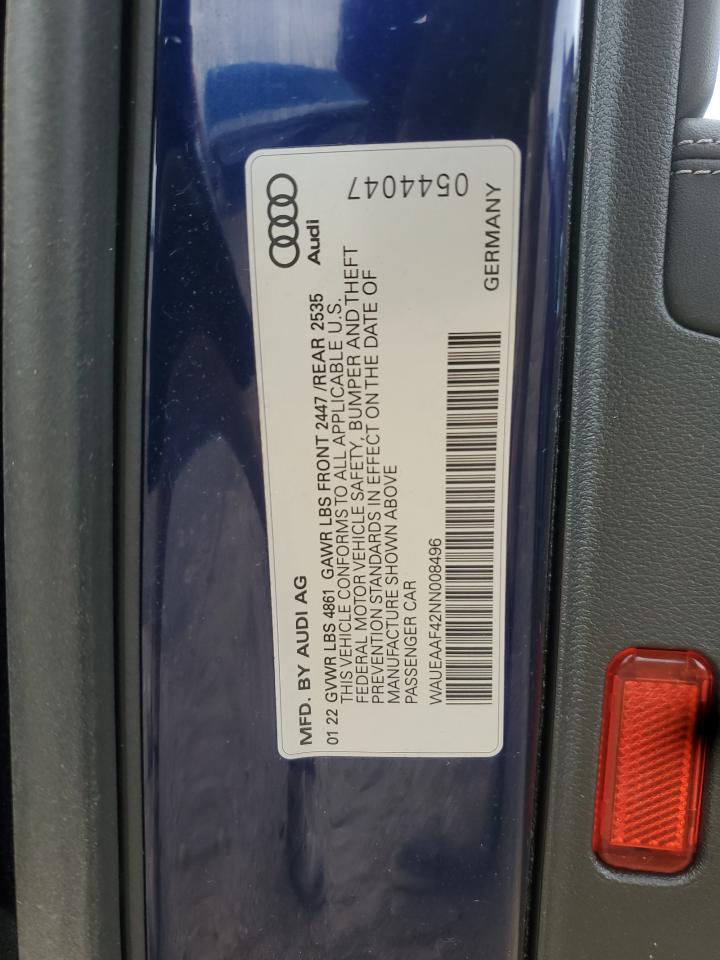 MFD. BY AUDI AG
01 22 GVWR LBS 4861 GAWR LBS FRONT 2447 /REAR 2535
THIS VEHICLE CONFORMS TO ALL APPLICABLE U.S.
FEDERAL MOTOR VEHICLE SAFETY, BUMPER AND THEFT
PREVENTION STANDARDS IN EFFECT ON THE DATE OF
MANUFACTURE SHOWN ABOVE
PASSENGER CAR
WAUEAAF42NN008496
Audi
0544047
GERMANY